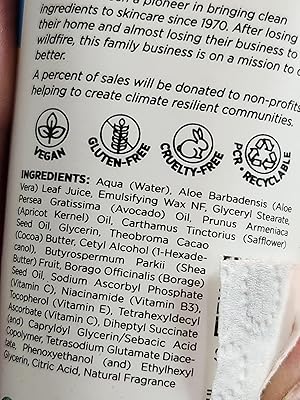 a pioneer in bringing clean
ingredients to skincare since 1970. After losing
their home and almost losing their business to
wildfire, this family business is on a mission to
better.
A percent of sales will be donated to non-profits
helping to create climate resilient communities.
VEGAN
GLUTEN-FREE
CRUELTY-FREE
PCR + RECYCLABLE
INGREDIENTS: Aqua (Water), Aloe Barbadensis (Aloe
Vera) Leaf Juice, Emulsifying Wax NF, Glyceryl Stearate,
Persea Gratissima (Avocado) Oil, Prunus Armeniaca
(Apricot Kernel) Oil, Carthamus Tinctorius (Safflower)
Seed Oil, Glycerin, Theobroma Cacao
(Cocoa) Butter, Cetyl Alcohol (1-Hexade-
canol), Butyrospermum Parkii (Shea
Butter) Fruit, Borago Officinalis (Borage)
Seed Oil, Sodium Ascorbyl Phosphate
(Vitamin C), Niacinamide (Vitamin B3),
Tocopherol (Vitamin E), Tetrahexyldecyl
Ascorbate (Vitamin C), Diheptyl Succinate
(and) Capryloyl Glycerin/Sebacic Acid
Copolymer, Tetrasodium Glutamate Diace-
tate, Phenoxyethanol (and) Ethylhexyl
Glycerin, Citric Acid, Natural Fragrance